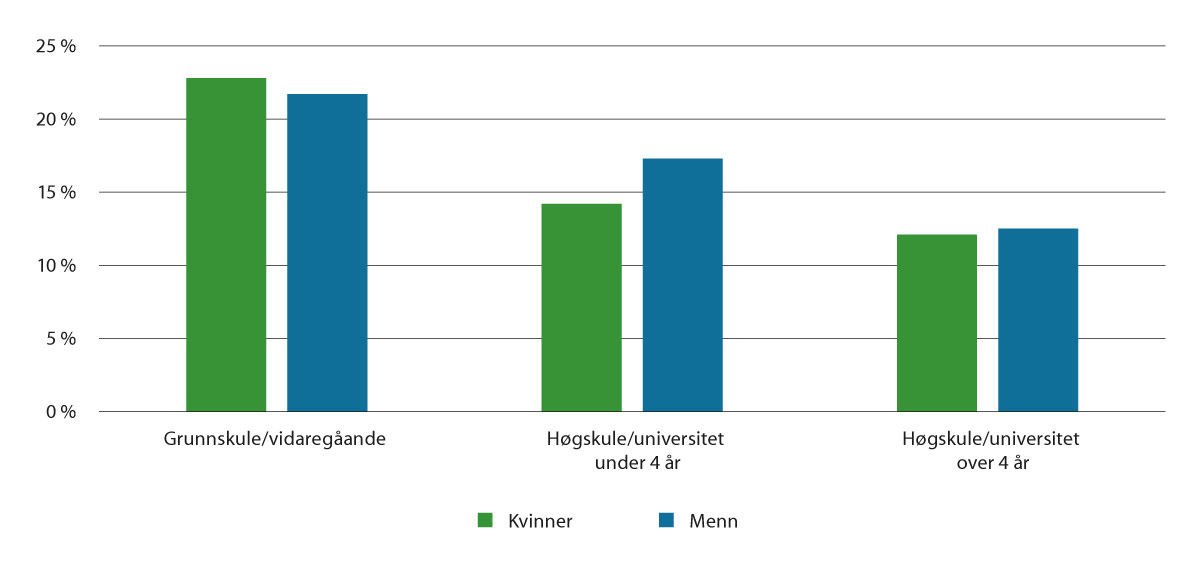 25 %
20 %
15 %
10 %
5 %
0 %
Grunnskule/vidaregåande
Høgskule/universitet
under 4 år
Høgskule/universitet
over 4 år
Kvinner
Menn